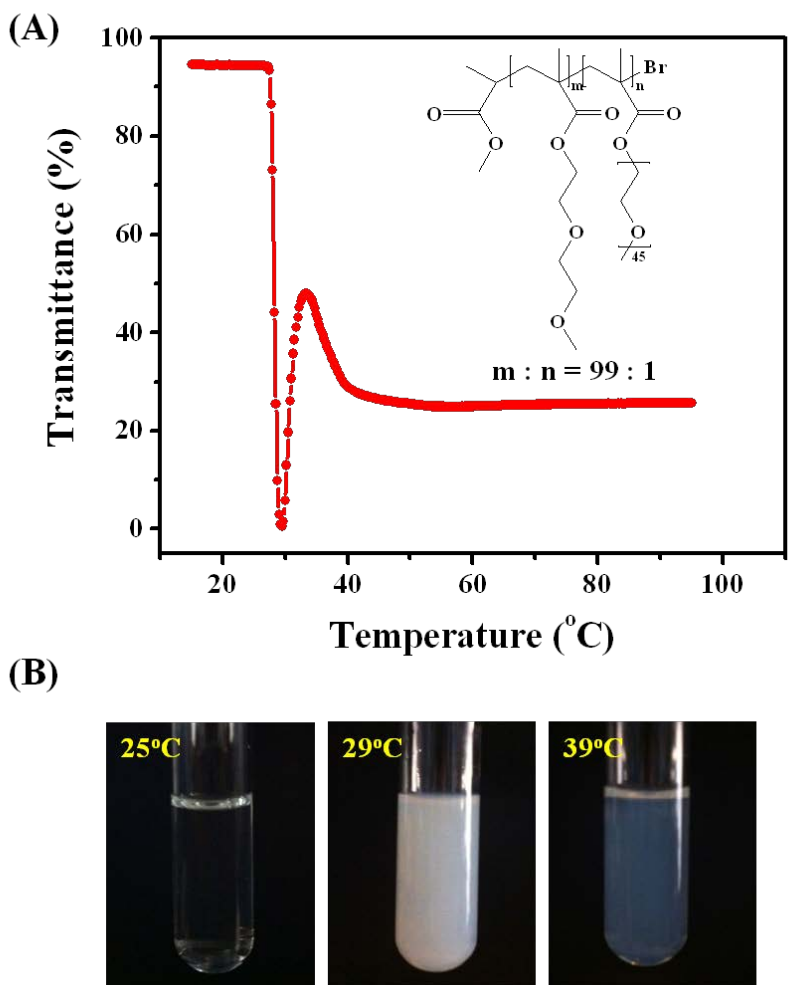 (A)
100
80
60
40
20
0
Transmittance (%)
20 40 60 80 100
Temperature (°C)
Br
m n
O O O
O O O
O O
45
O
m : n = 99 : 1
(B)
25°C 29°C 39°C